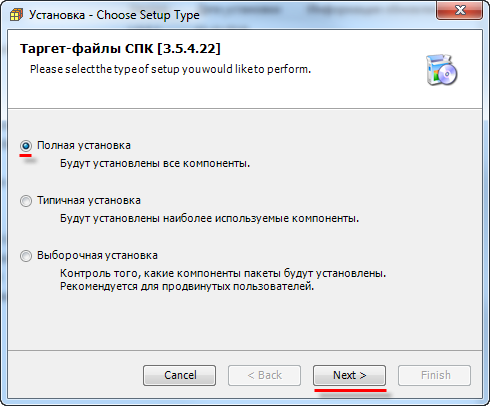 Установка - Choose Setup Type
Таргет-файлы СПК [3.5.4.22]
Please select the type of setup you would like to perform.
Полная установка
Будут установлены все компоненты.
Типичная установка
Будут установлены наиболее используемые компоненты.
Выборочная установка
Контроль того, какие компоненты пакеты будут установлены.
Рекомендуется для продвинутых пользователей.
Cancel < Back Next > Finish